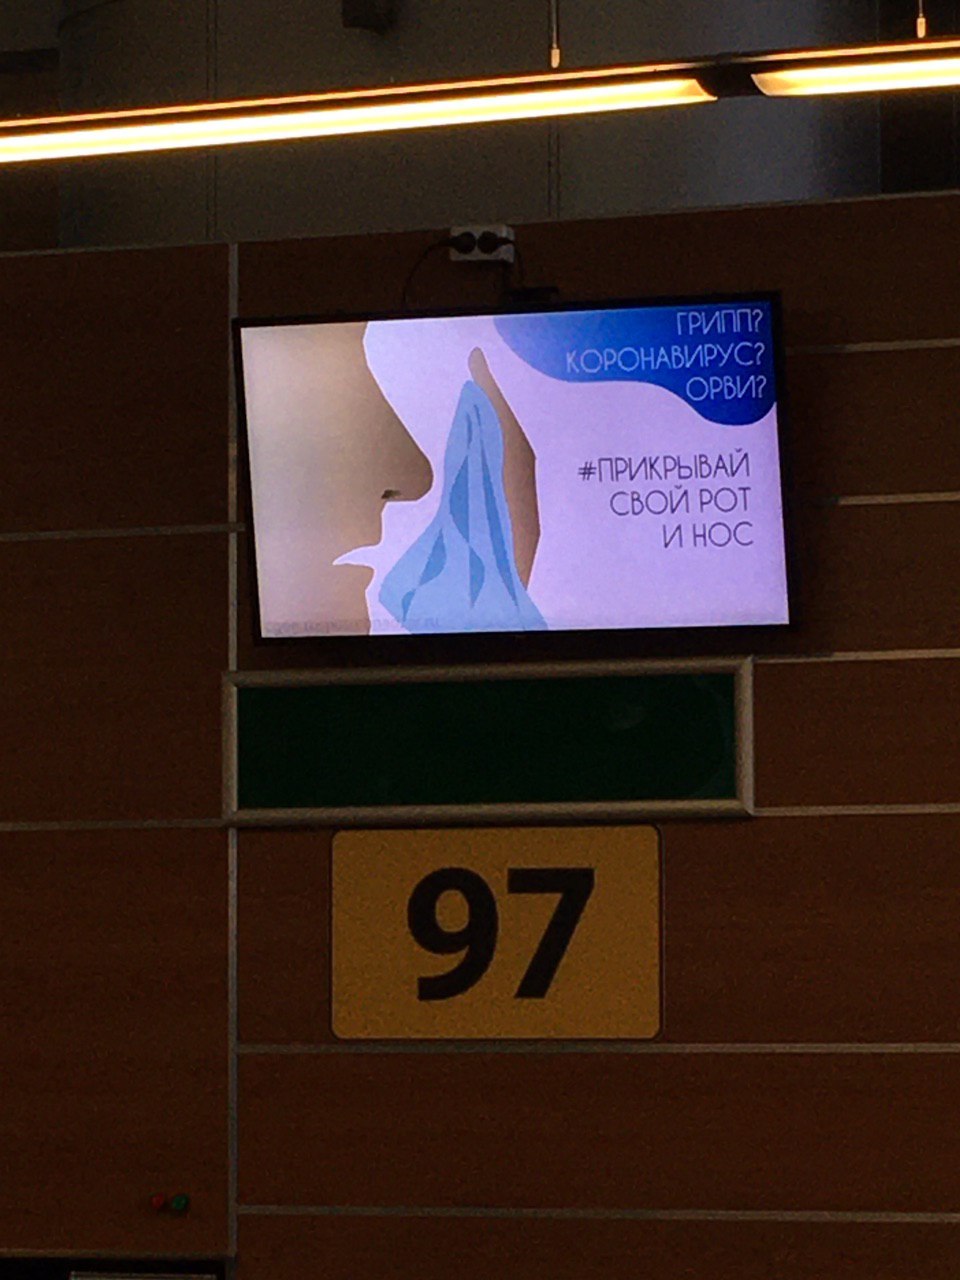 ГРИПП?
КОРОНАВИРУС?
ОРВИ?
#ПРИКРЫВАЙ
СВОЙ РОТ
И НОС
97